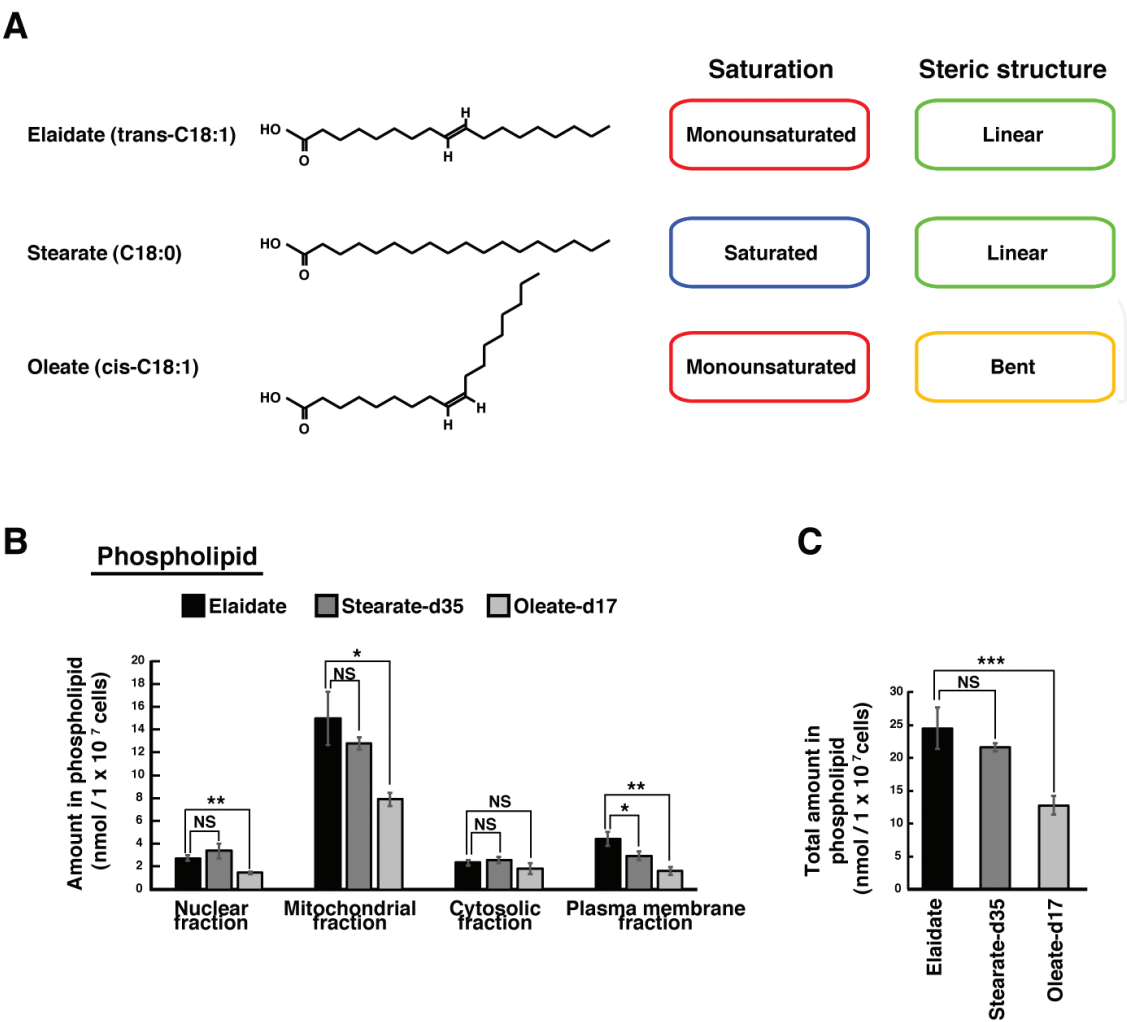 A
Saturation
Steric structure
Elaidate (trans-C18:1)
HO
O
H
H
Monounsaturated
Linear
Stearate (C18:0)
HO
O
Saturated
Linear
Oleate (cis-C18:1)
HO
O
H
H
Monounsaturated
Bent
B
Phospholipid
Elaidate
Stearate-d35
Oleate-d17
Amount in phospholipid
(nmol / 1 x 10 7 cells)
20
18
16
14
12
10
8
6
4
2
0
**
NS
*
NS
NS
NS
**
*
Nuclear
fraction
Mitochondrial
fraction
Cytosolic
fraction
Plasma membrane
fraction
C
Total amount in
phospholipid
(nmol / 1 x 10 7 cells)
30
25
20
15
10
5
0
***
NS
Elaidate
Stearate-d35
Oleate-d17